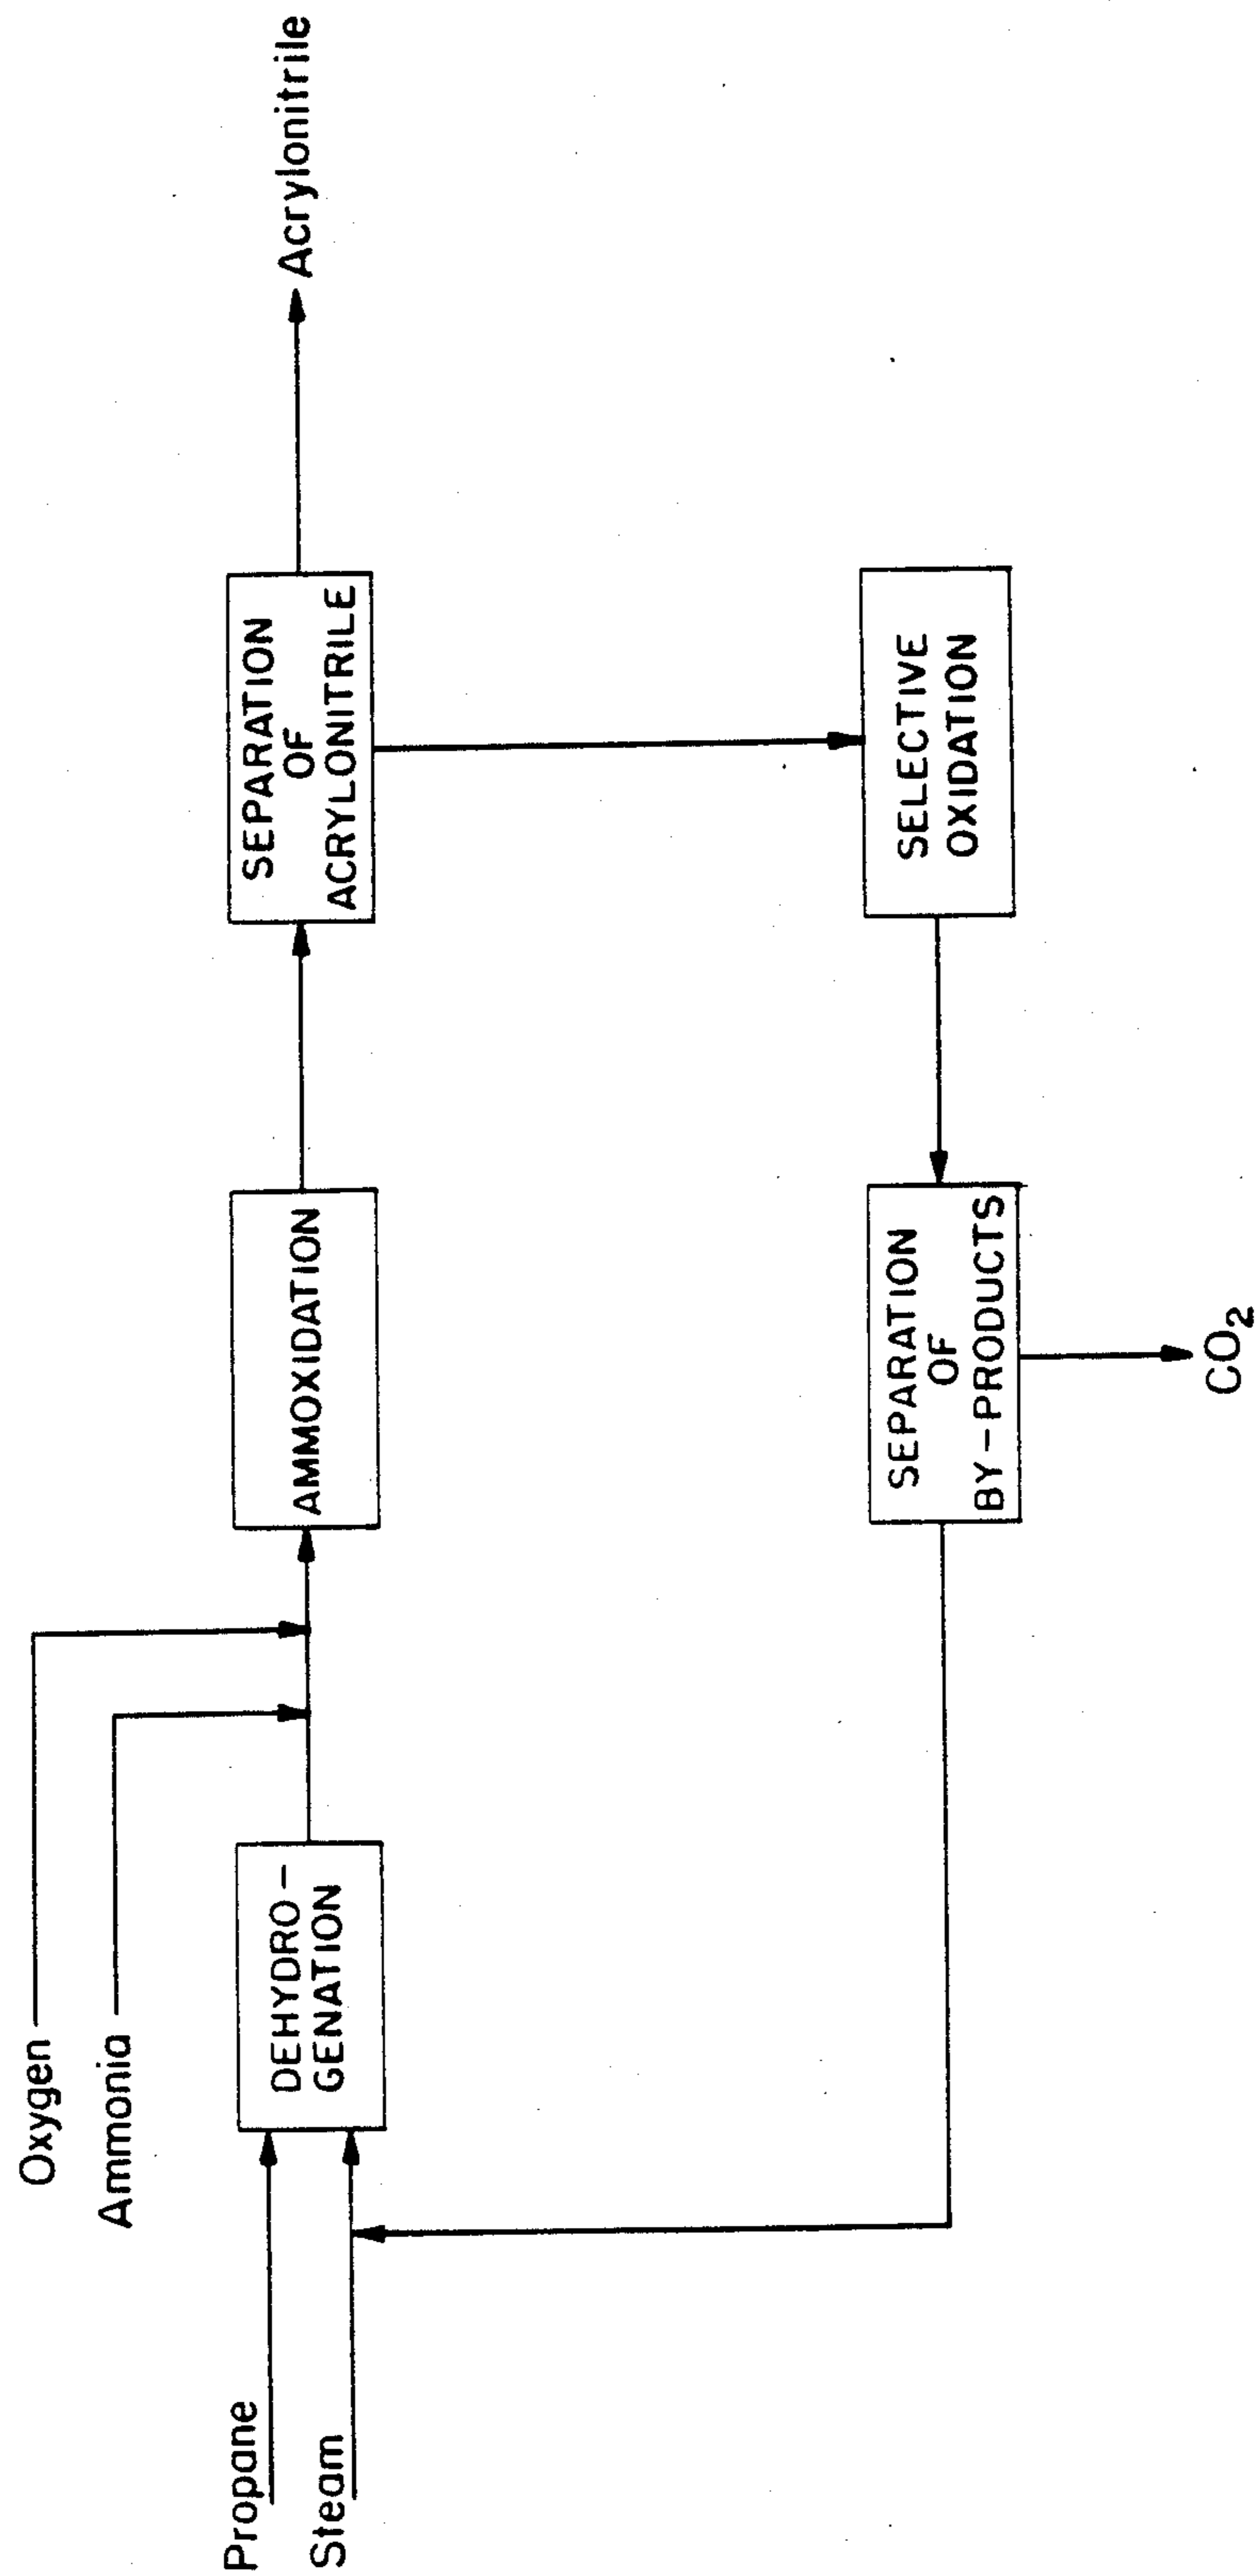 Oxygen
Ammonia
Propane
Steam
DEHYDRO-
GENATION
AMMOXIDATION
SEPARATION
OF
ACRYLONITRILE
Acrylonitrile
SELECTIVE
OXIDATION
SEPARATION
OF
BY-PRODUCTS
CO₂